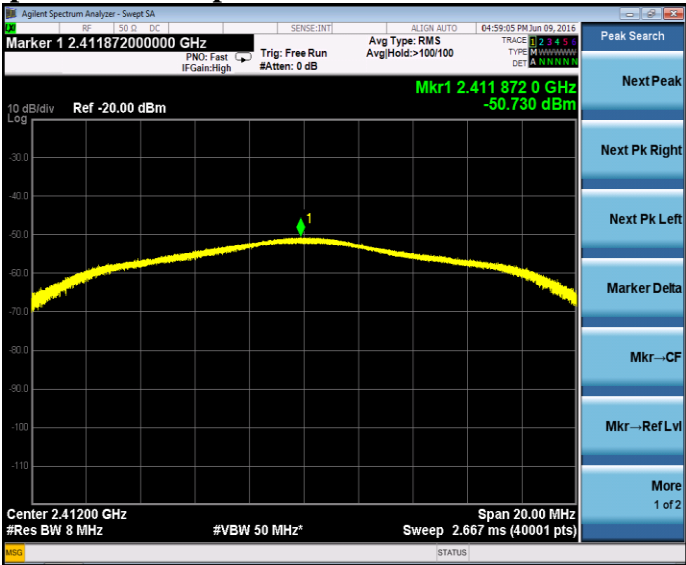 Agilent Spectrum Analyzer - Swept SA
RF 50 Ω DC SENSE:INT ALIGN AUTO 04:59:05 PM Jun 09, 2016
Marker 1 2.411872000000 GHz
PNO: Fast
IFGain:High
Trig: Free Run
#Atten: 0 dB
Avg Type: RMS
Avg|Hold:>100/100
TRACE 1 2 3 4 5 6
TYPE M WWWWW
DET A N N N N N
Mkr1 2.411 872 0 GHz
-50.730 dBm
10 dB/div Ref -20.00 dBm
Log
-30.0
-40.0
-50.0
-60.0
-70.0
-80.0
-90.0
-100
-110
1
Center 2.41200 GHz Span 20.00 MHz
#Res BW 8 MHz #VBW 50 MHz* Sweep 2.667 ms (40001 pts)
MSG STATUS
Peak Search
Next Peak
Next Pk Right
Next Pk Left
Marker Delta
Mkr→CF
Mkr→Ref Lvl
More
1 of 2